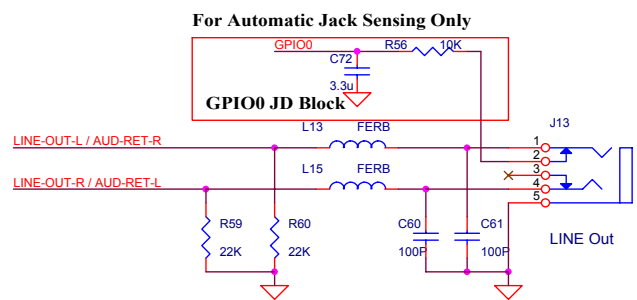 For Automatic Jack Sensing Only
GPIO0
R56
10K
C72
3.3u
GPIO0 JD Block
J13
L13
FERB
1
LINE-OUT-L / AUD-RET-R
2
L15
FERB
3
LINE-OUT-R / AUD-RET-L
4
5
R59
R60
C60
C61
22K
22K
100P
100P
LINE Out